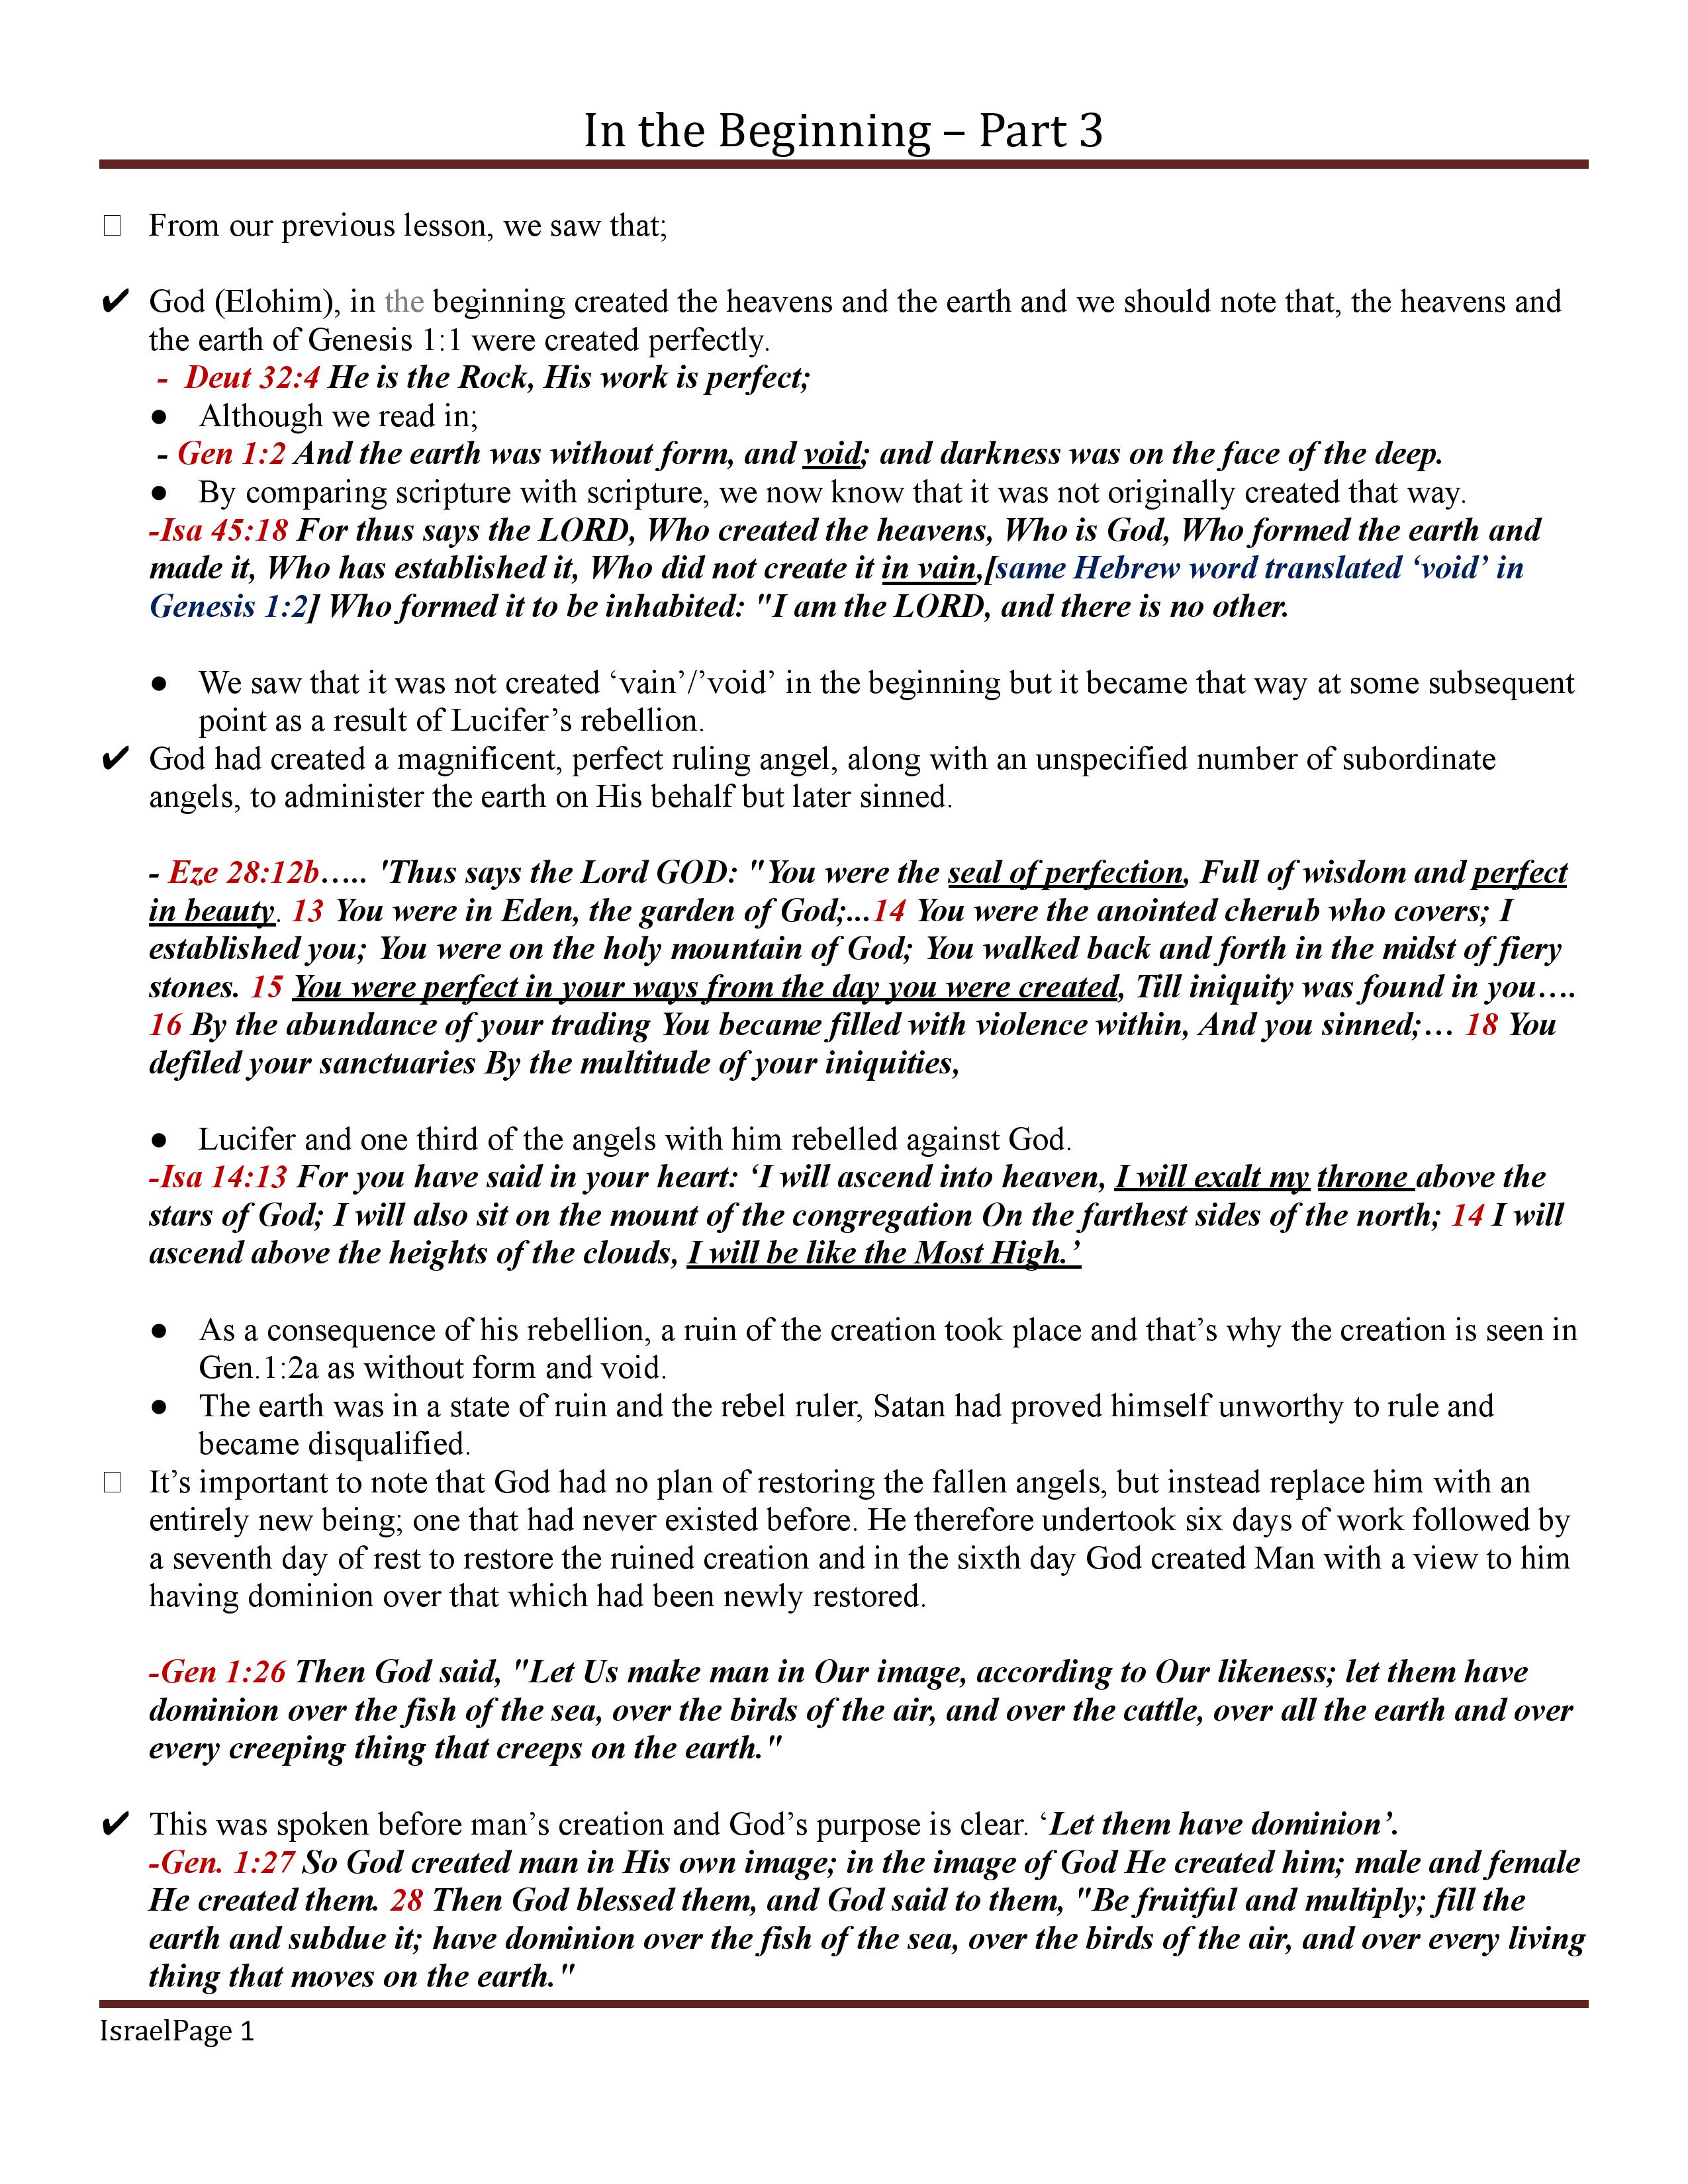 In the Beginning – Part 3
From our previous lesson, we saw that;
✔ God (Elohim), in the beginning created the heavens and the earth and we should note that, the heavens and
the earth of Genesis 1:1 were created perfectly.
- Deut 32:4 He is the Rock, His work is perfect;
● Although we read in;
- Gen 1:2 And the earth was without form, and void; and darkness was on the face of the deep.
● By comparing scripture with scripture, we now know that it was not originally created that way.
-Isa 45:18 For thus says the LORD, Who created the heavens, Who is God, Who formed the earth and
made it, Who has established it, Who did not create it in vain,[same Hebrew word translated ‘void’ in
Genesis 1:2] Who formed it to be inhabited: "I am the LORD, and there is no other.
● We saw that it was not created ‘vain’/’void’ in the beginning but it became that way at some subsequent
point as a result of Lucifer’s rebellion.
✔ God had created a magnificent, perfect ruling angel, along with an unspecified number of subordinate
angels, to administer the earth on His behalf but later sinned.
- Eze 28:12b….. 'Thus says the Lord GOD: "You were the seal of perfection, Full of wisdom and perfect
in beauty. 13 You were in Eden, the garden of God;...14 You were the anointed cherub who covers; I
established you; You were on the holy mountain of God; You walked back and forth in the midst of fiery
stones. 15 You were perfect in your ways from the day you were created, Till iniquity was found in you….
16 By the abundance of your trading You became filled with violence within, And you sinned;… 18 You
defiled your sanctuaries By the multitude of your iniquities,
● Lucifer and one third of the angels with him rebelled against God.
-Isa 14:13 For you have said in your heart: ‘I will ascend into heaven, I will exalt my throne above the
stars of God; I will also sit on the mount of the congregation On the farthest sides of the north; 14 I will
ascend above the heights of the clouds, I will be like the Most High.’
● As a consequence of his rebellion, a ruin of the creation took place and that’s why the creation is seen in
Gen.1:2a as without form and void.
● The earth was in a state of ruin and the rebel ruler, Satan had proved himself unworthy to rule and
became disqualified.
It’s important to note that God had no plan of restoring the fallen angels, but instead replace him with an
entirely new being; one that had never existed before. He therefore undertook six days of work followed by
a seventh day of rest to restore the ruined creation and in the sixth day God created Man with a view to him
having dominion over that which had been newly restored.
-Gen 1:26 Then God said, "Let Us make man in Our image, according to Our likeness; let them have
dominion over the fish of the sea, over the birds of the air, and over the cattle, over all the earth and over
every creeping thing that creeps on the earth."
✔ This was spoken before man’s creation and God’s purpose is clear. ‘Let them have dominion’.
-Gen. 1:27 So God created man in His own image; in the image of God He created him; male and female
He created them. 28 Then God blessed them, and God said to them, "Be fruitful and multiply; fill the
earth and subdue it; have dominion over the fish of the sea, over the birds of the air, and over every living
thing that moves on the earth."
IsraelPage 1